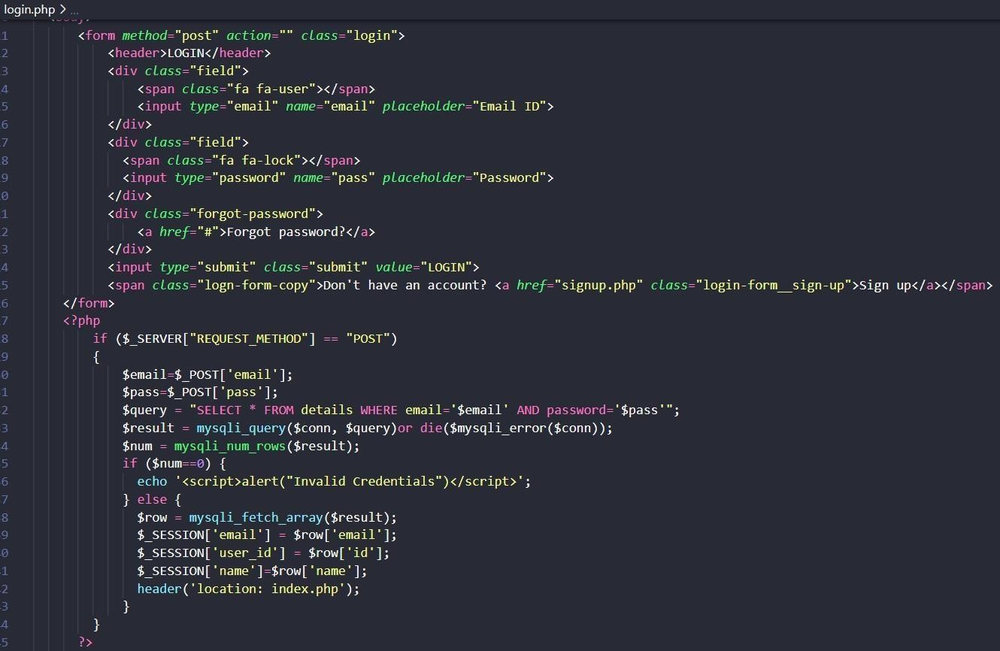 login.php > ...
<body>
1 <form method="post" action="" class="login">
2 <header>LOGIN</header>
3 <div class="field">
4 <span class="fa fa-user"></span>
5 <input type="email" name="email" placeholder="Email ID">
6 </div>
7 <div class="field">
8 <span class="fa fa-lock"></span>
9 <input type="password" name="pass" placeholder="Password">
0 </div>
1 <div class="forgot-password">
2 <a href="#">Forgot password?</a>
3 </div>
4 <input type="submit" class="submit" value="LOGIN">
5 <span class="logn-form-copy">Don't have an account? <a href="signup.php" class="login-form__sign-up">Sign up</a></span>
6 </form>
7 <?php
8 if ($_SERVER["REQUEST_METHOD"] == "POST")
9 {
0 $email=$_POST['email'];
1 $pass=$_POST['pass'];
2 $query = "SELECT * FROM details WHERE email='$email' AND password='$pass'";
3 $result = mysqli_query($conn, $query)or die($mysqli_error($conn));
4 $num = mysqli_num_rows($result);
5 if ($num==0) {
6 echo '<script>alert("Invalid Credentials")</script>';
7 } else {
8 $row = mysqli_fetch_array($result);
9 $_SESSION['email'] = $row['email'];
0 $_SESSION['user_id'] = $row['id'];
1 $_SESSION['name']=$row['name'];
2 header('location: index.php');
3 }
4 }
5 ?>